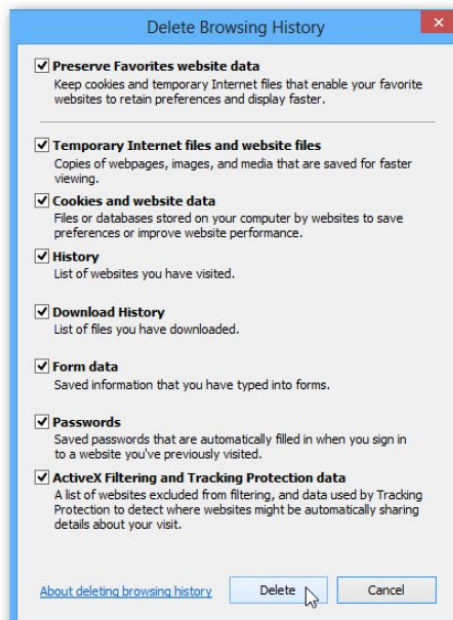 Delete Browsing History
Preserve Favorites website data
Keep cookies and temporary Internet files that enable your favorite
websites to retain preferences and display faster.
Temporary Internet files and website files
Copies of webpages, images, and media that are saved for faster
viewing.
Cookies and website data
Files or databases stored on your computer by websites to save
preferences or improve website performance.
History
List of websites you have visited.
Download History
List of files you have downloaded.
Form data
Saved information that you have typed into forms.
Passwords
Saved passwords that are automatically filled in when you sign in
to a website you've previously visited.
ActiveX Filtering and Tracking Protection data
A list of websites excluded from filtering, and data used by Tracking
Protection to detect where websites might be automatically sharing
details about your visit.
About deleting browsing history Delete Cancel